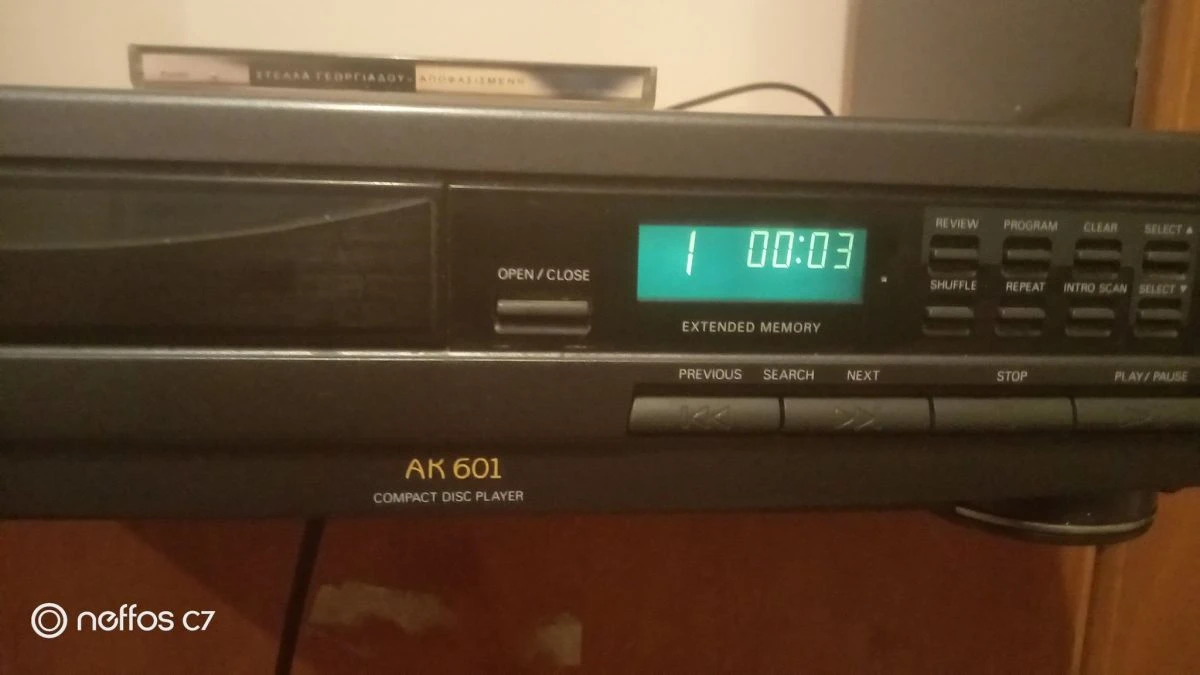 ΣΤΕΛΛΑ ΓΕΩΡΓΙΑΔΟΥ - ΑΠΟΦΑΣΙΣΜΕΝΗ
OPEN / CLOSE
1 00:03
EXTENDED MEMORY
REVIEW PROGRAM CLEAR SELECT ▲
SHUFFLE REPEAT INTRO SCAN SELECT ▼
PREVIOUS SEARCH NEXT STOP PLAY / PAUSE
AK 601
COMPACT DISC PLAYER
neffos C7